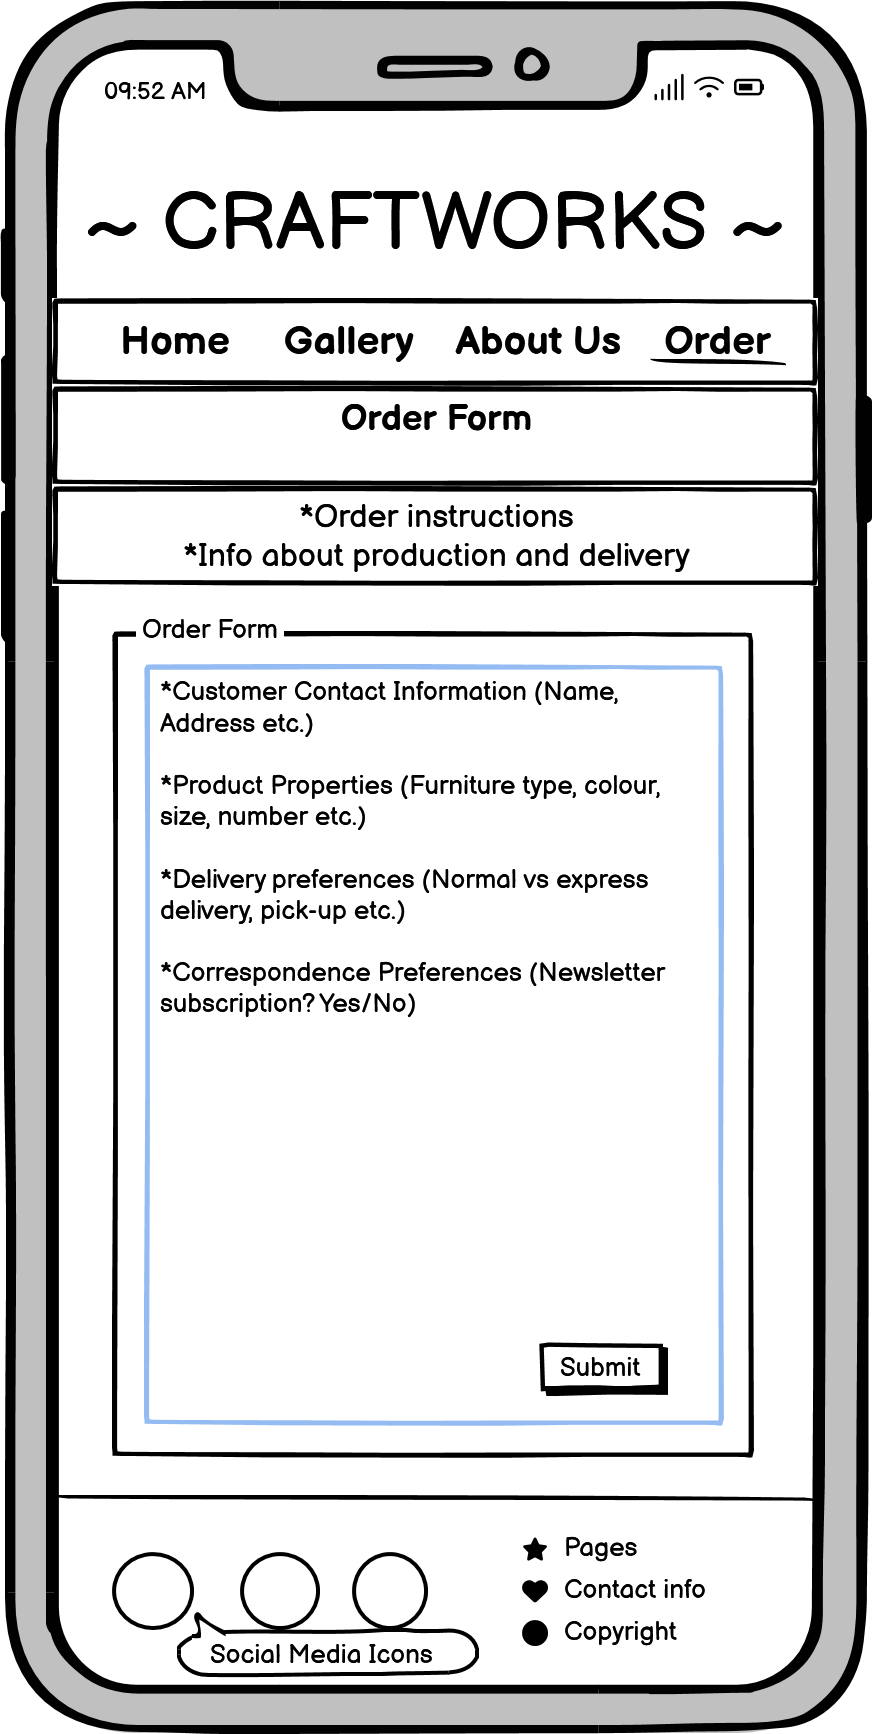 09:52 AM
~ CRAFTWORKS ~
Home Gallery About Us Order
Order Form
*Order instructions
*Info about production and delivery
Order Form
*Customer Contact Information (Name,
Address etc.)
*Product Properties (Furniture type, colour,
size, number etc.)
*Delivery preferences (Normal vs express
delivery, pick-up etc.)
*Correspondence Preferences (Newsletter
subscription? Yes/No)
Submit
Pages
Contact info
Copyright
Social Media Icons